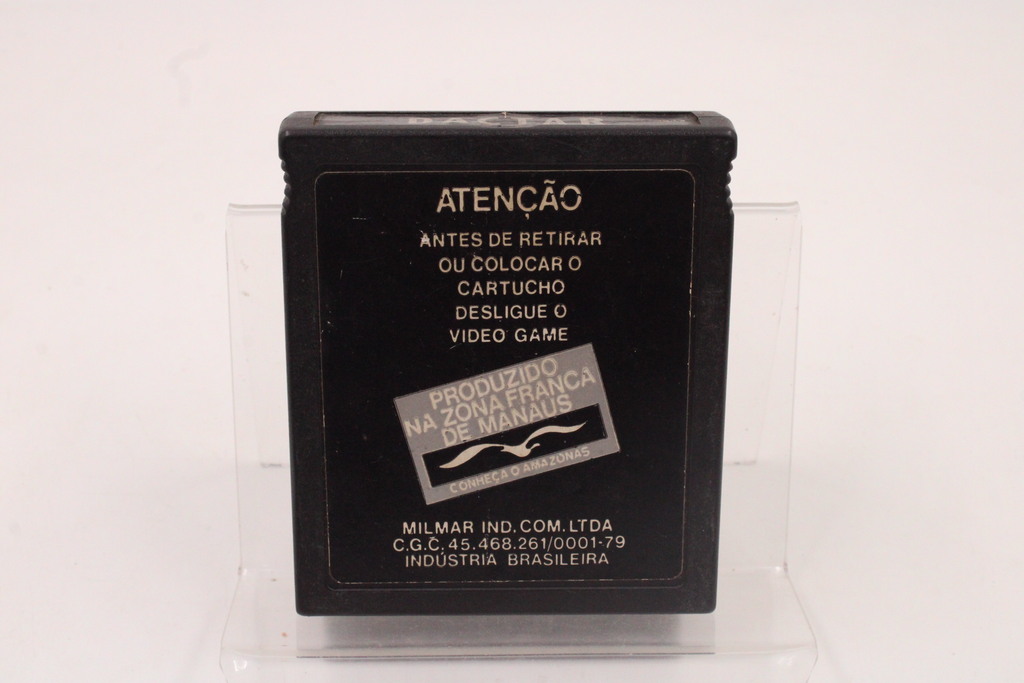 DACTAR
ATENÇÃO
ANTES DE RETIRAR
OU COLOCAR O
CARTUCHO
DESLIGUE O
VIDEO GAME
PRODUZIDO
NA ZONA FRANCA
DE MANAUS
CONHEÇA O AMAZONAS
MILMAR IND. COM. LTDA
C.G.C. 45.468.261/0001-79
INDÚSTRIA BRASILEIRA